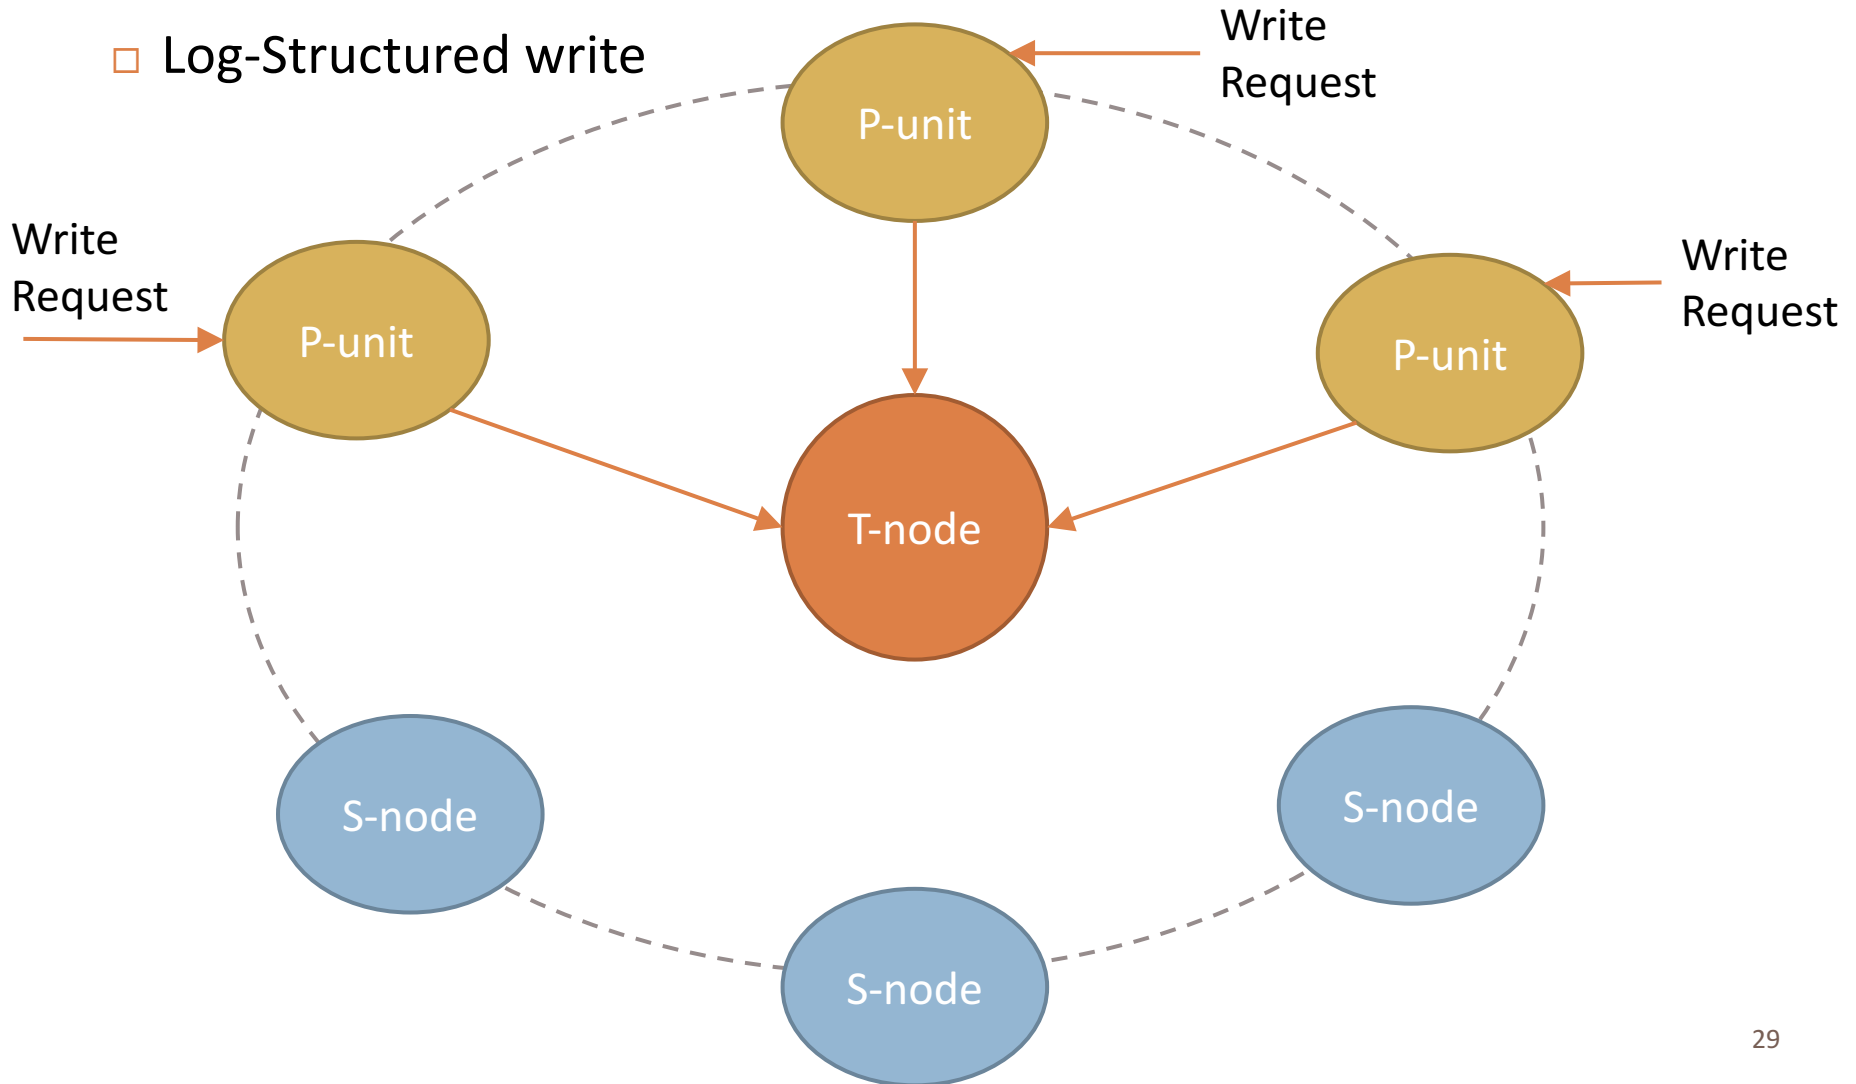 Log-Structured write
Write
Request
P-unit
Write
Request
P-unit
Write
Request
P-unit
T-node
S-node
S-node
S-node
29